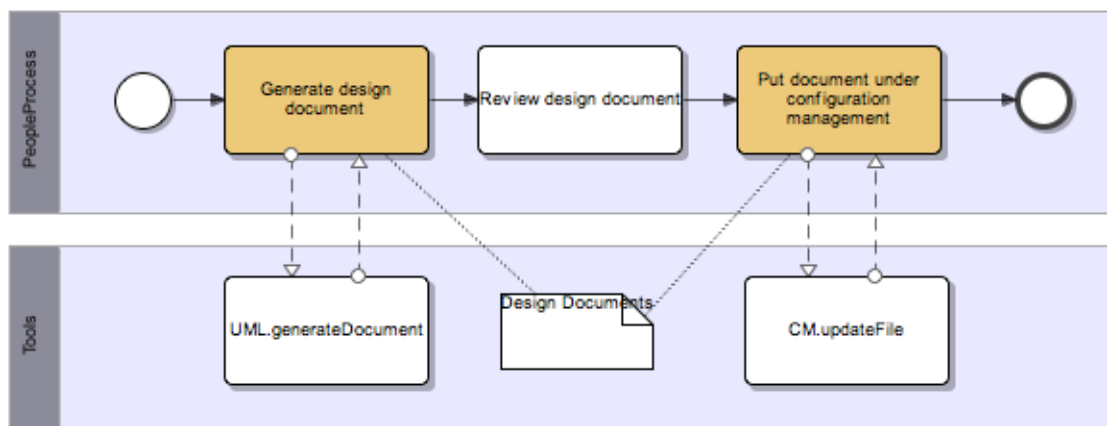 PeopleProcess
Generate design
document
Review design document
Put document under
configuration
management
Tools
UML.generateDocument
Design Documents
CM.updateFile